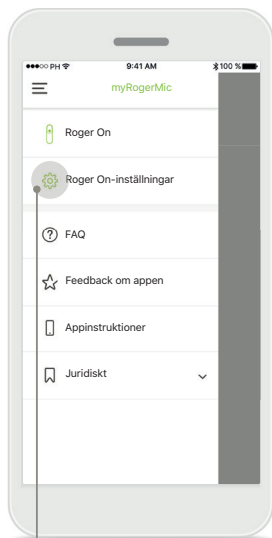 PH 9:41 AM 100 %
myRogerMic
Roger On
Roger On-inställningar
FAQ
Feedback om appen
Appinstruktioner
Juridiskt